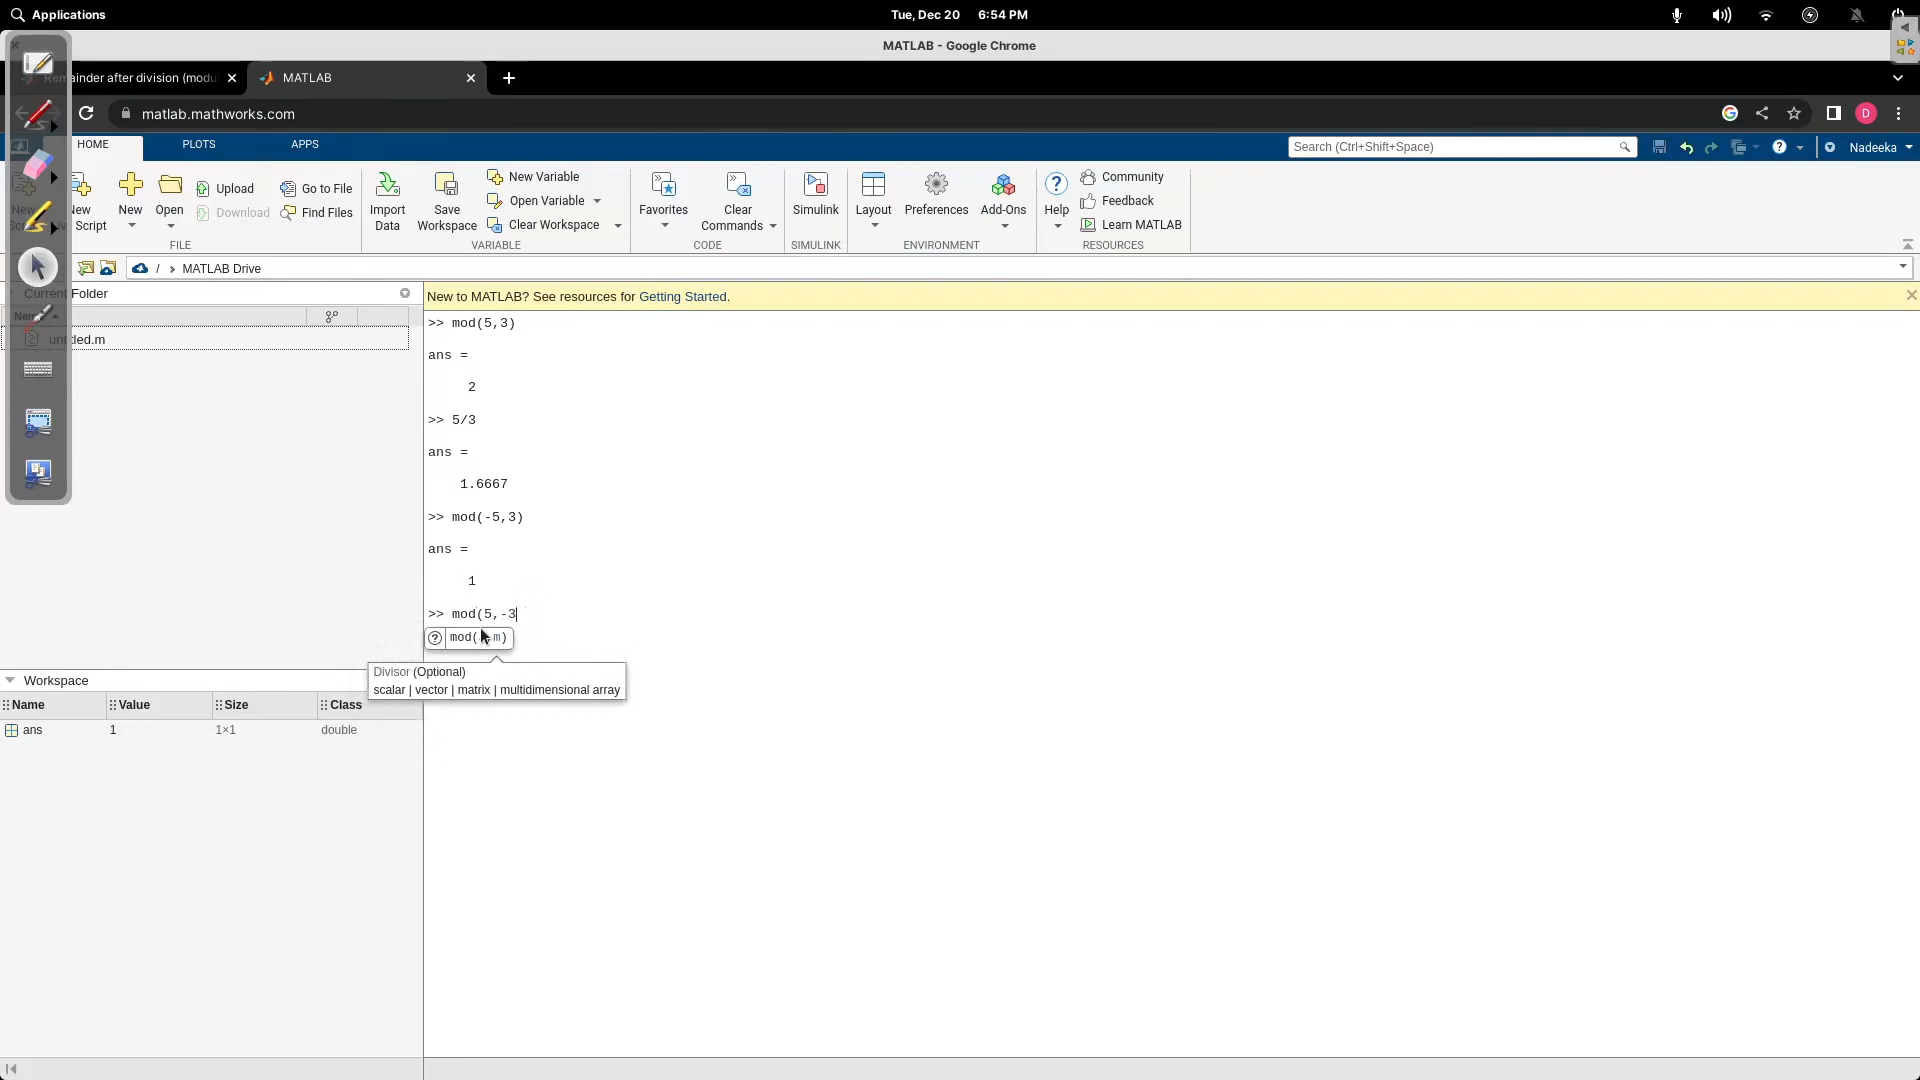 Applications
Tue, Dec 20 6:54 PM
MATLAB - Google Chrome
emainder after division (modu
MATLAB
matlab.mathworks.com
HOME
PLOTS
APPS
Search (Ctrl+Shift+Space)
Nadeeka
New
Script
New
Open
Upload
Download
Go to File
Find Files
FILE
Import
Data
Save
Workspace
New Variable
Open Variable
Clear Workspace
VARIABLE
Favorites
Clear
Commands
CODE
Simulink
SIMULINK
Layout
Preferences
Add-Ons
ENVIRONMENT
Help
Community
Feedback
Learn MATLAB
RESOURCES
/ > MATLAB Drive
Current Folder
Name
New to MATLAB? See resources for Getting Started.
>> mod(5,3)
ans =
2
>> 5/3
ans =
1.6667
>> mod(-5,3)
ans =
1
>> mod(5,-3
mod( m)
Divisor (Optional)
scalar | vector | matrix | multidimensional array
Workspace
Name Value Size Class
ans 1 1×1 double